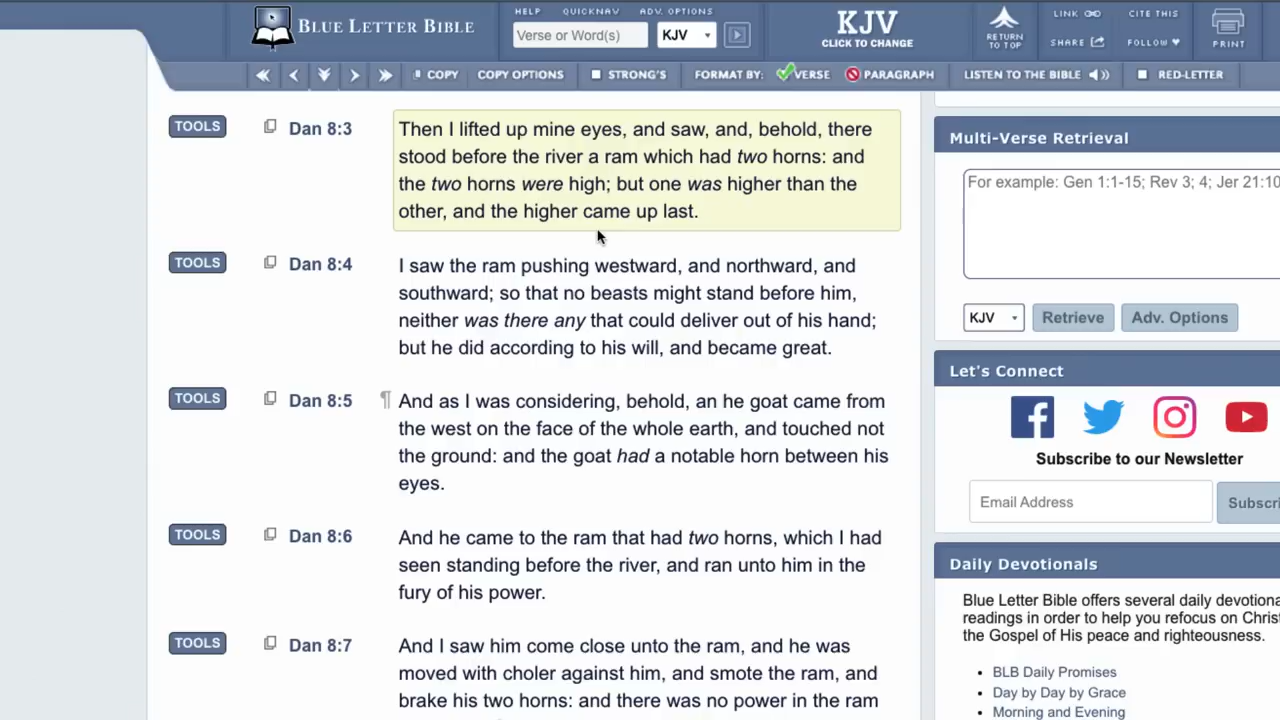 BLUE LETTER BIBLE
HELP QUICKNAV ADV. OPTIONS
Verse or Word(s)
KJV
KJV
CLICK TO CHANGE
RETURN
TO TOP
LINK
CITE THIS
SHARE
FOLLOW
PRINT
COPY
COPY OPTIONS
STRONG'S
FORMAT BY:
VERSE
PARAGRAPH
LISTEN TO THE BIBLE
RED-LETTER
TOOLS
Dan 8:3
Then I lifted up mine eyes, and saw, and, behold, there
stood before the river a ram which had two horns: and
the two horns were high; but one was higher than the
other, and the higher came up last.
TOOLS
Dan 8:4
I saw the ram pushing westward, and northward, and
southward; so that no beasts might stand before him,
neither was there any that could deliver out of his hand;
but he did according to his will, and became great.
TOOLS
Dan 8:5
¶ And as I was considering, behold, an he goat came from
the west on the face of the whole earth, and touched not
the ground: and the goat had a notable horn between his
eyes.
TOOLS
Dan 8:6
And he came to the ram that had two horns, which I had
seen standing before the river, and ran unto him in the
fury of his power.
TOOLS
Dan 8:7
And I saw him come close unto the ram, and he was
moved with choler against him, and smote the ram, and
brake his two horns: and there was no power in the ram
Multi-Verse Retrieval
For example: Gen 1:1-15; Rev 3; 4; Jer 21:10
KJV
Retrieve
Adv. Options
Let's Connect
Subscribe to our Newsletter
Email Address
Subscri
Daily Devotionals
Blue Letter Bible offers several daily devotiona
readings in order to help you refocus on Christ
the Gospel of His peace and righteousness.
• BLB Daily Promises
• Day by Day by Grace
• Morning and Evening